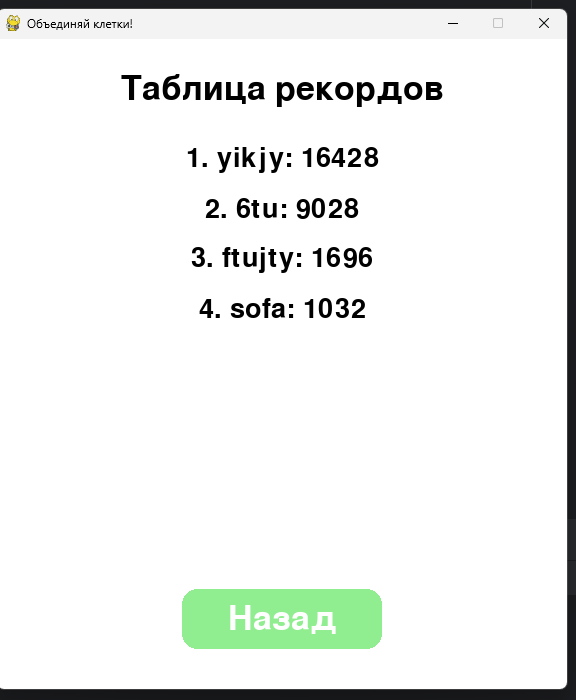 Объединяй клетки!
Таблица рекордов
1. yikjy: 16428
2. 6tu: 9028
3. ftujty: 1696
4. sofa: 1032
Назад